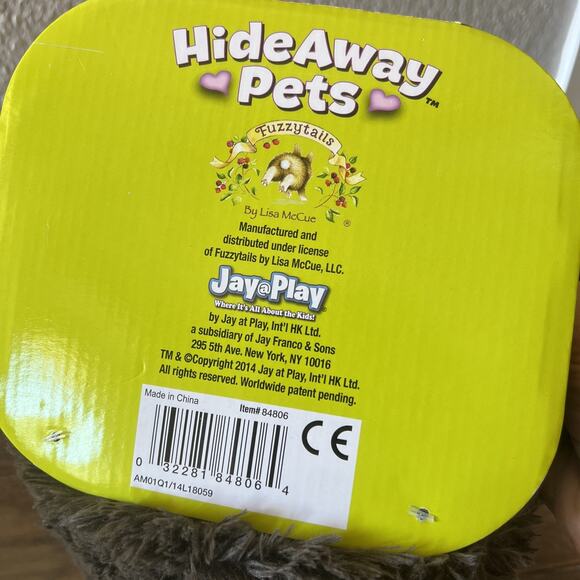 HideAway
Pets™
Fuzzytails
By Lisa McCue ®
Manufactured and
distributed under license
of Fuzzytails by Lisa McCue, LLC.
Jay@Play
Where It's All About the Kids!
by Jay at Play, Int'l HK Ltd.
a subsidiary of Jay Franco & Sons
295 5th Ave. New York, NY 10016
TM & ©Copyright 2014 Jay at Play, Int'l HK Ltd.
All rights reserved. Worldwide patent pending.
Made in China
Item# 84806
0 32281 84806 4
AM01Q1/14L18059
CE